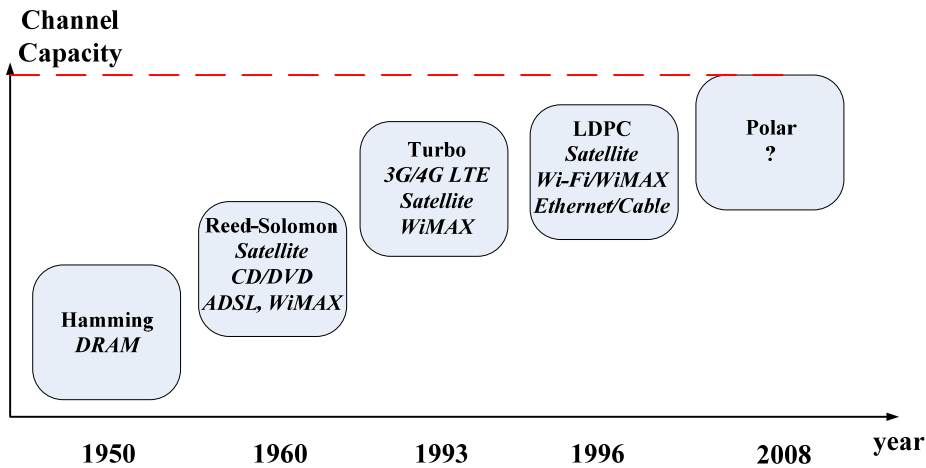 Channel
Capacity
Hamming
DRAM
Reed-Solomon
Satellite
CD/DVD
ADSL, WiMAX
Turbo
3G/4G LTE
Satellite
WiMAX
LDPC
Satellite
Wi-Fi/WiMAX
Ethernet/Cable
Polar
?
1950
1960
1993
1996
2008
year